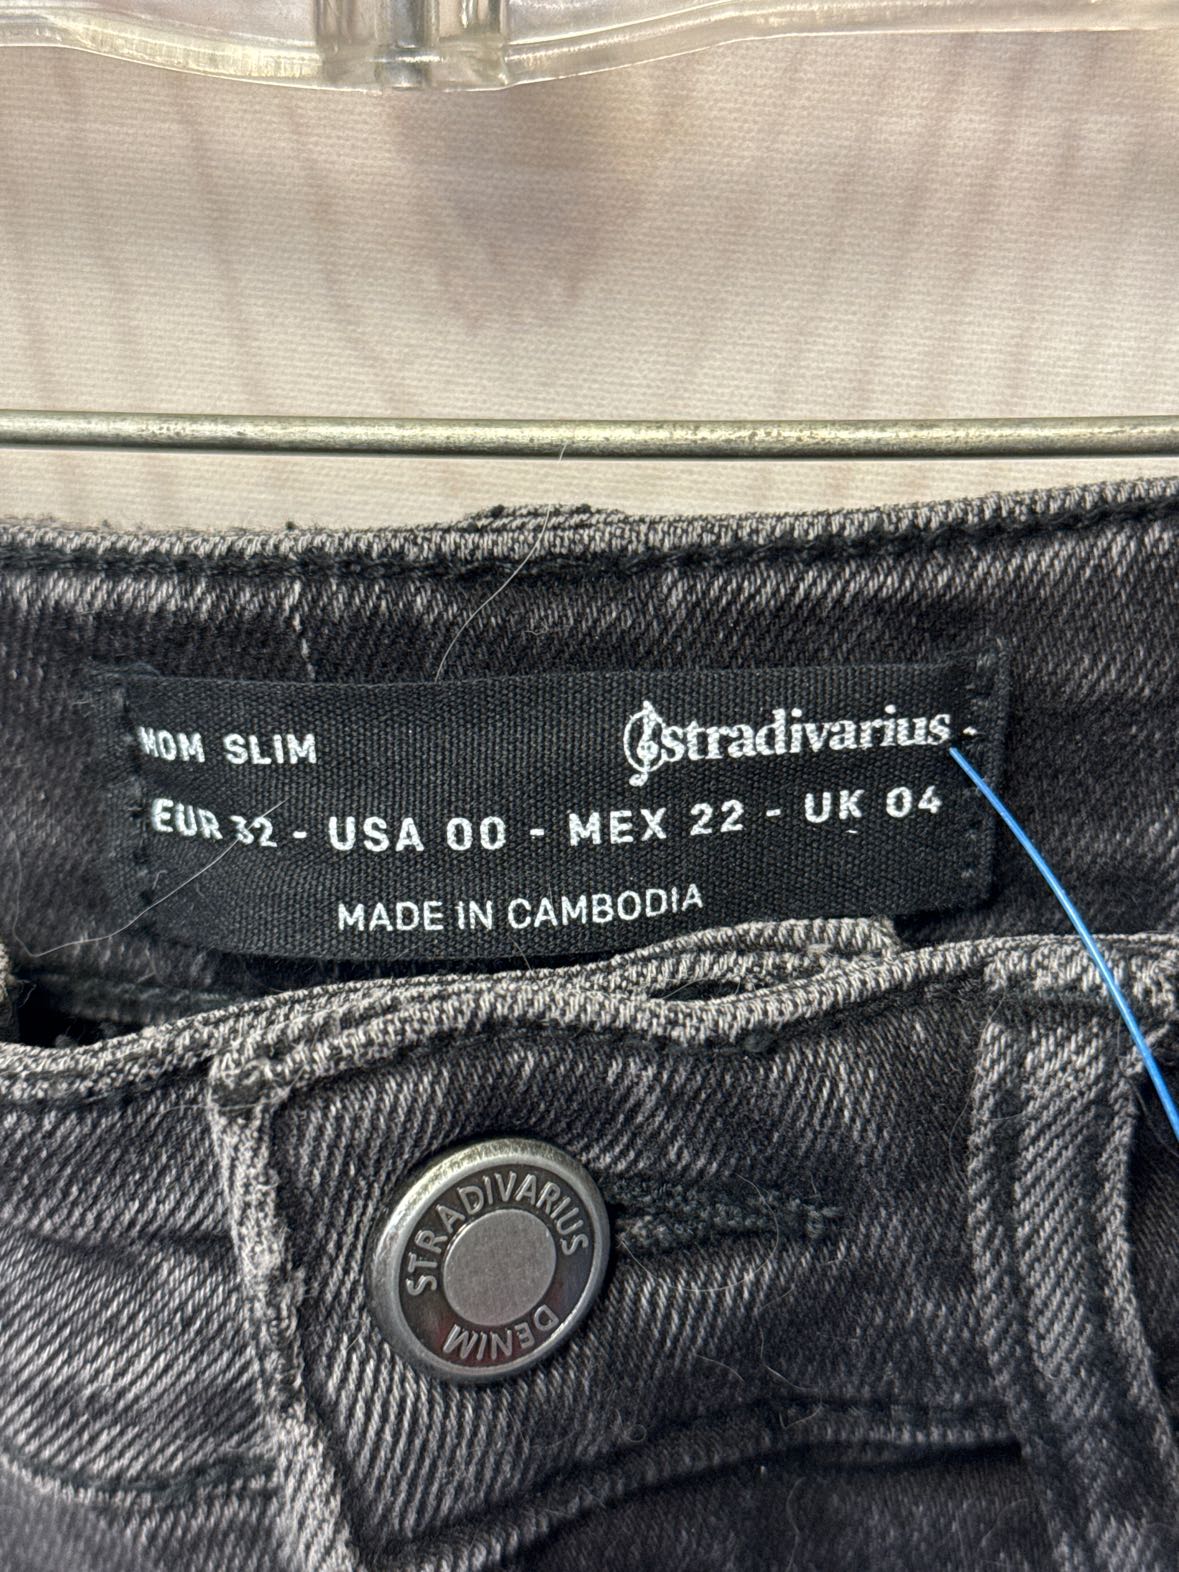 MOM SLIM
stradivarius
EUR 32 - USA 00 - MEX 22 - UK 04
MADE IN CAMBODIA
STRADIVARIUS
DENIM